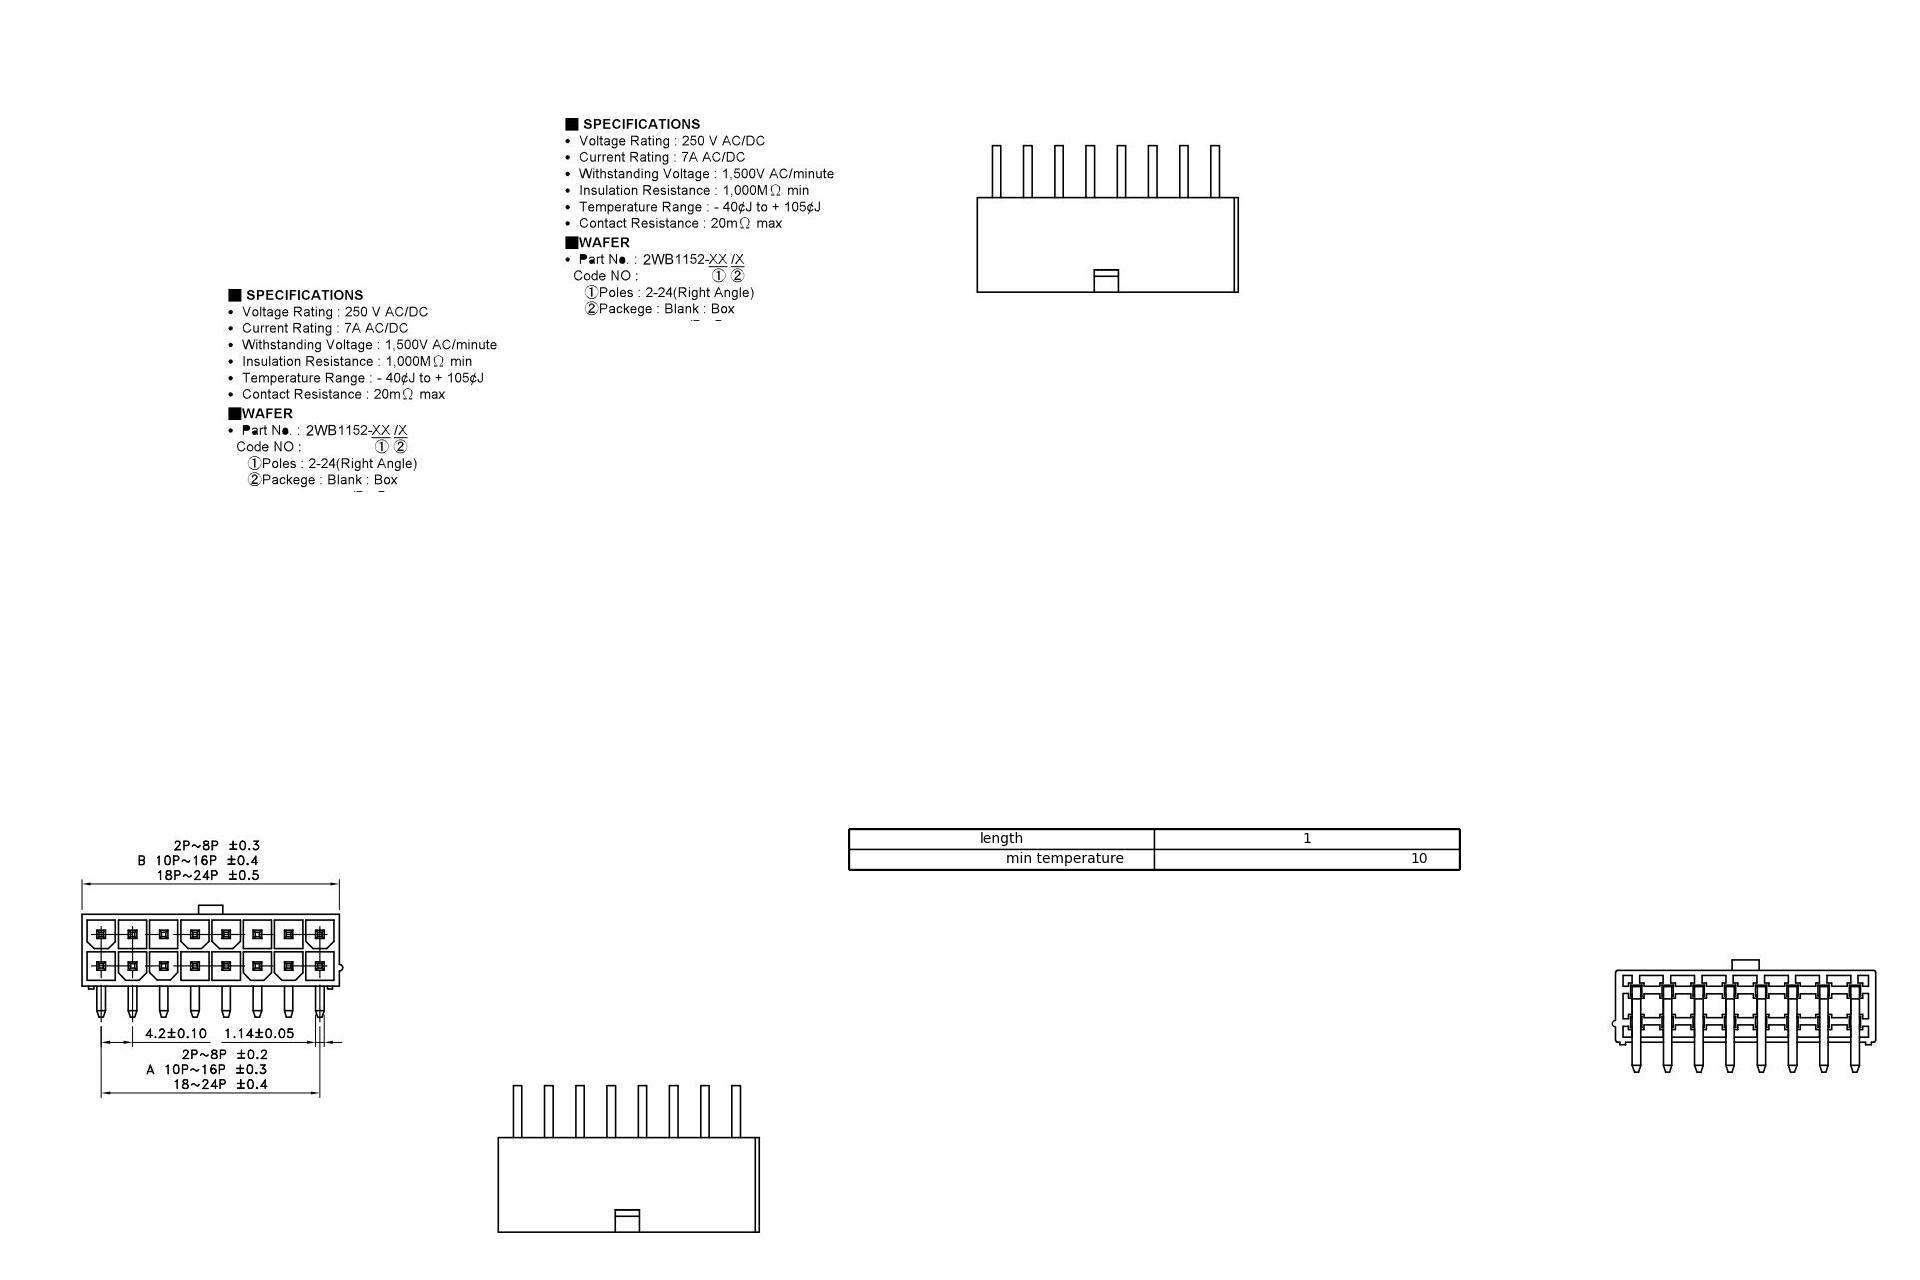 ■ SPECIFICATIONS
• Voltage Rating : 250 V AC/DC
• Current Rating : 7A AC/DC
• Withstanding Voltage : 1,500V AC/minute
• Insulation Resistance : 1,000MΩ min
• Temperature Range : - 40¢J to + 105¢J
• Contact Resistance : 20mΩ max
■WAFER
• Part No. : 2WB1152-XX /X
Code NO : ① ②
①Poles : 2-24(Right Angle)
②Packege : Blank : Box
■ SPECIFICATIONS
• Voltage Rating : 250 V AC/DC
• Current Rating : 7A AC/DC
• Withstanding Voltage : 1,500V AC/minute
• Insulation Resistance : 1,000MΩ min
• Temperature Range : - 40¢J to + 105¢J
• Contact Resistance : 20mΩ max
■WAFER
• Part No. : 2WB1152-XX /X
Code NO : ① ②
①Poles : 2-24(Right Angle)
②Packege : Blank : Box
length 1
min temperature 10
2P~8P ±0.3
B 10P~16P ±0.4
18P~24P ±0.5
4.2±0.10 1.14±0.05
2P~8P ±0.2
A 10P~16P ±0.3
18~24P ±0.4